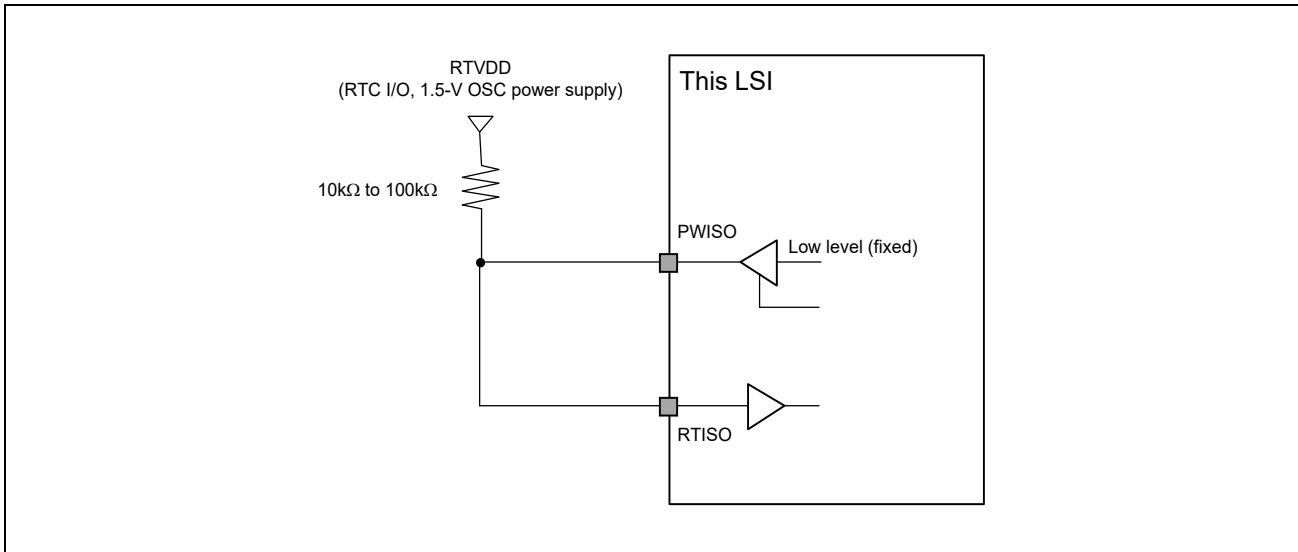 RTVDD
(RTC I/O, 1.5-V OSC power supply)
This LSI
10kΩ to 100kΩ
PWISO
Low level (fixed)
RTISO